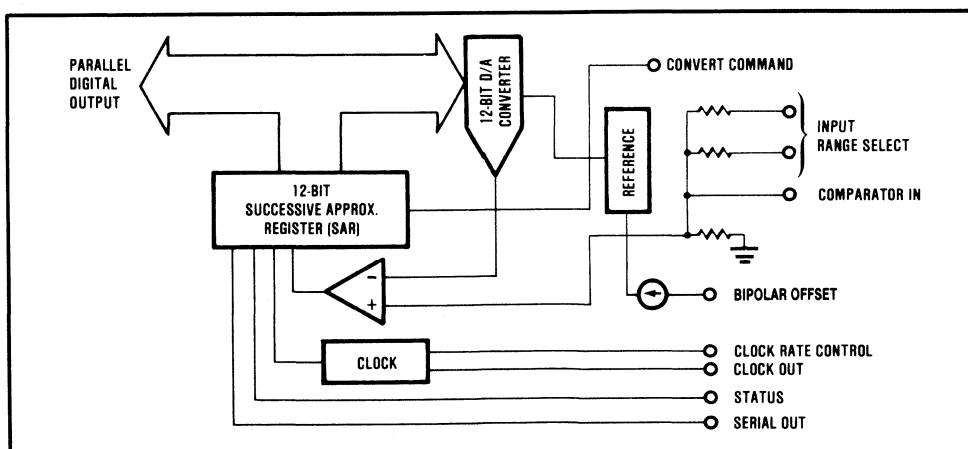 PARALLEL
DIGITAL
OUTPUT
12-BIT D/A
CONVERTER
CONVERT COMMAND
INPUT
RANGE SELECT
REFERENCE
12-BIT
SUCCESSIVE APPROX.
REGISTER (SAR)
COMPARATOR IN
−
+
BIPOLAR OFFSET
CLOCK
CLOCK RATE CONTROL
CLOCK OUT
STATUS
SERIAL OUT